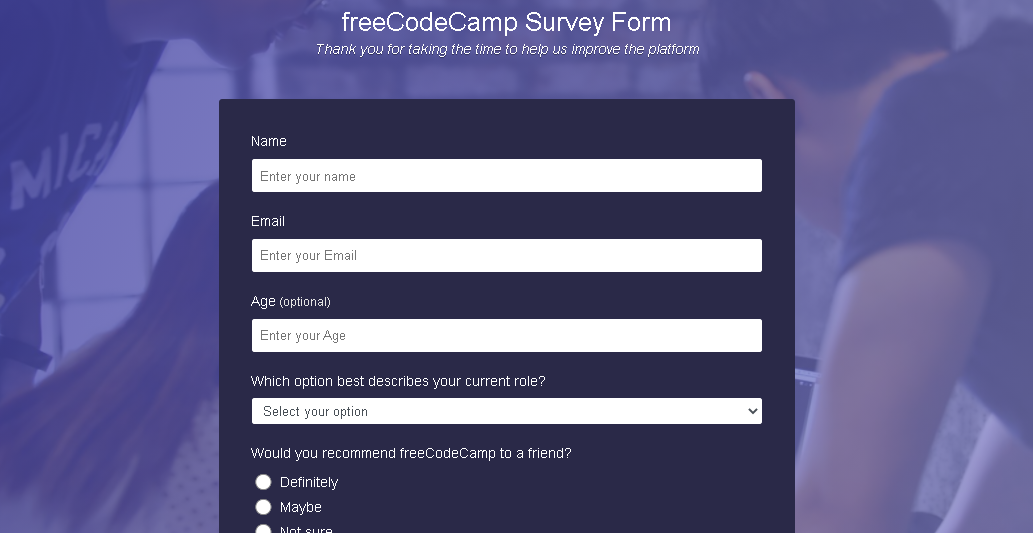 freeCodeCamp Survey Form
Thank you for taking the time to help us improve the platform
MICA
Name
Enter your name
Email
Enter your Email
Age (optional)
Enter your Age
Which option best describes your current role?
Select your option
Would you recommend freeCodeCamp to a friend?
Definitely
Maybe
Not sure